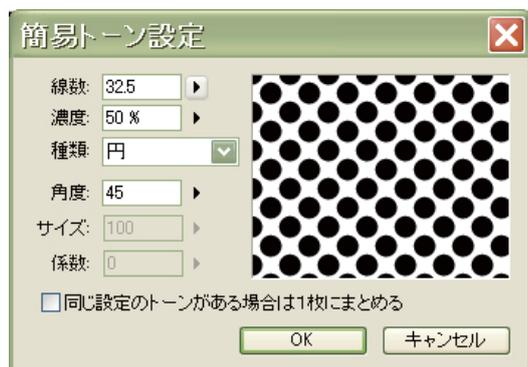 簡易トーン設定
線数: 32.5
濃度: 50 %
種類: 円
角度: 45
サイズ: 100
係数: 0
同じ設定のトーンがある場合は1枚にまとめる
OK キャンセル